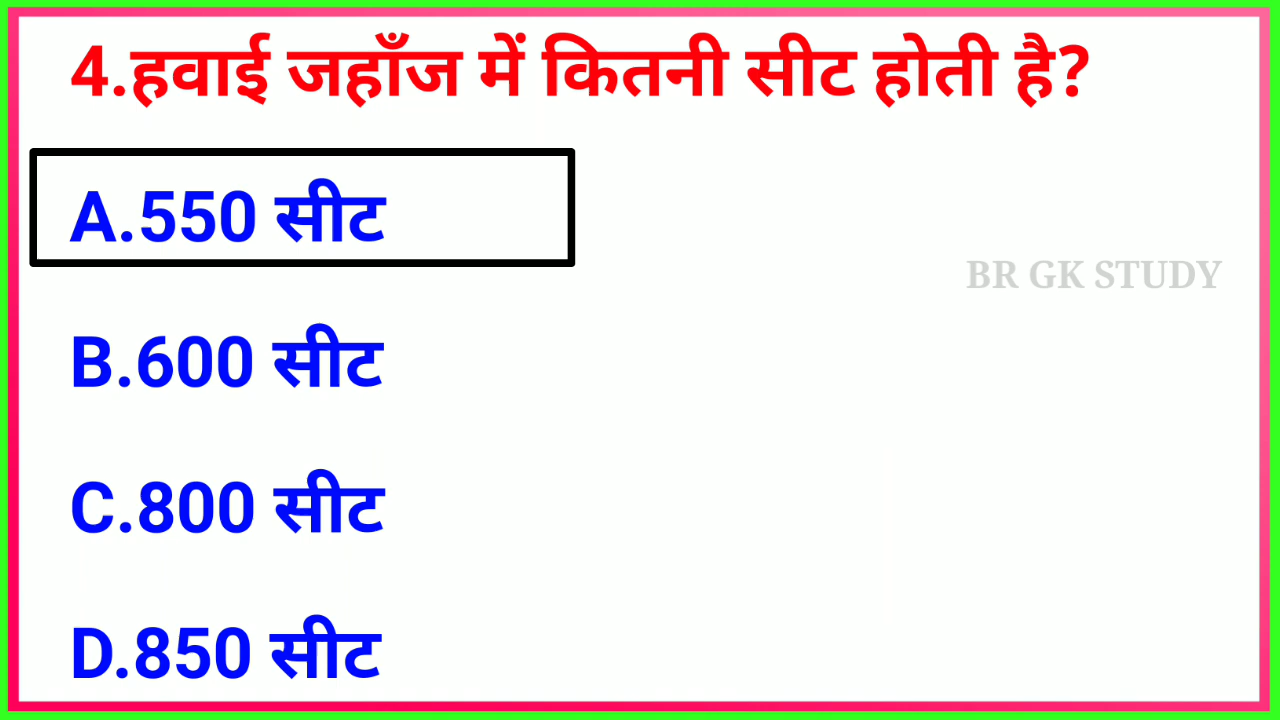 4.हवाई जहाँज में कितनी सीट होती है?
A.550 सीट
BR GK STUDY
B.600 सीट
C.800 सीट
D.850 सीट